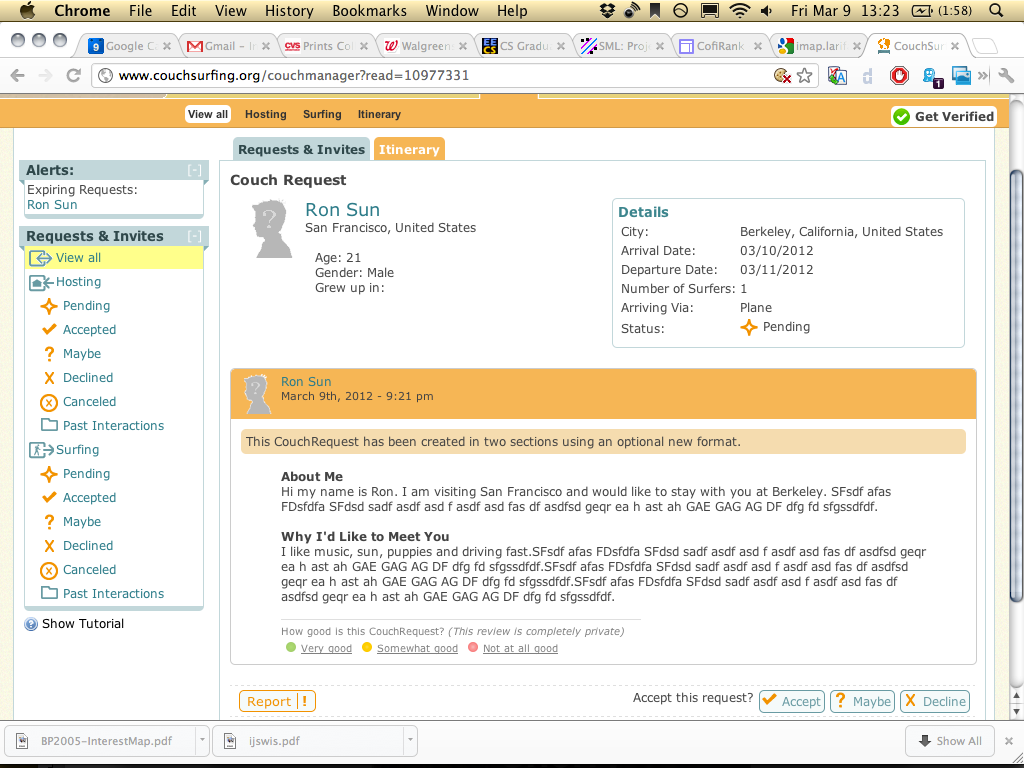 Chrome File Edit View History Bookmarks Window Help Fri Mar 9 13:23 (1:58)
Google C Gmail – In CVS Prints Co Walgreen EECS CS Gradu SML: Proj CofiRank imap.larif CouchSur
www.couchsurfing.org/couchmanager?read=10977331
View all Hosting Surfing Itinerary
Get Verified
Requests & Invites Itinerary
Alerts: [-]
Expiring Requests:
Ron Sun
Requests & Invites [-]
View all
Hosting
Pending
Accepted
Maybe
Declined
Canceled
Past Interactions
Surfing
Pending
Accepted
Maybe
Declined
Canceled
Past Interactions
Show Tutorial
Couch Request
Ron Sun
San Francisco, United States
Age: 21
Gender: Male
Grew up in:
Details
City: Berkeley, California, United States
Arrival Date: 03/10/2012
Departure Date: 03/11/2012
Number of Surfers: 1
Arriving Via: Plane
Status: Pending
Ron Sun
March 9th, 2012 - 9:21 pm
This CouchRequest has been created in two sections using an optional new format.
About Me
Hi my name is Ron. I am visiting San Francisco and would like to stay with you at Berkeley. SFsdf afas
FDsfdfa SFdsd sadf asdf asd f asdf asd fas df asdfsd geqr ea h ast ah GAE GAG AG DF dfg fd sfgssdfdf.
Why I'd Like to Meet You
I like music, sun, puppies and driving fast.SFsdf afas FDsfdfa SFdsd sadf asdf asd f asdf asd fas df asdfsd geqr
ea h ast ah GAE GAG AG DF dfg fd sfgssdfdf.SFsdf afas FDsfdfa SFdsd sadf asdf asd f asdf asd fas df asdfsd
geqr ea h ast ah GAE GAG AG DF dfg fd sfgssdfdf.SFsdf afas FDsfdfa SFdsd sadf asdf asd f asdf asd fas df
asdfsd geqr ea h ast ah GAE GAG AG DF dfg fd sfgssdfdf.
How good is this CouchRequest? (This review is completely private)
Very good Somewhat good Not at all good
Report ! Accept this request? Accept ? Maybe X Decline
BP2005-InterestMap.pdf ijswis.pdf Show All